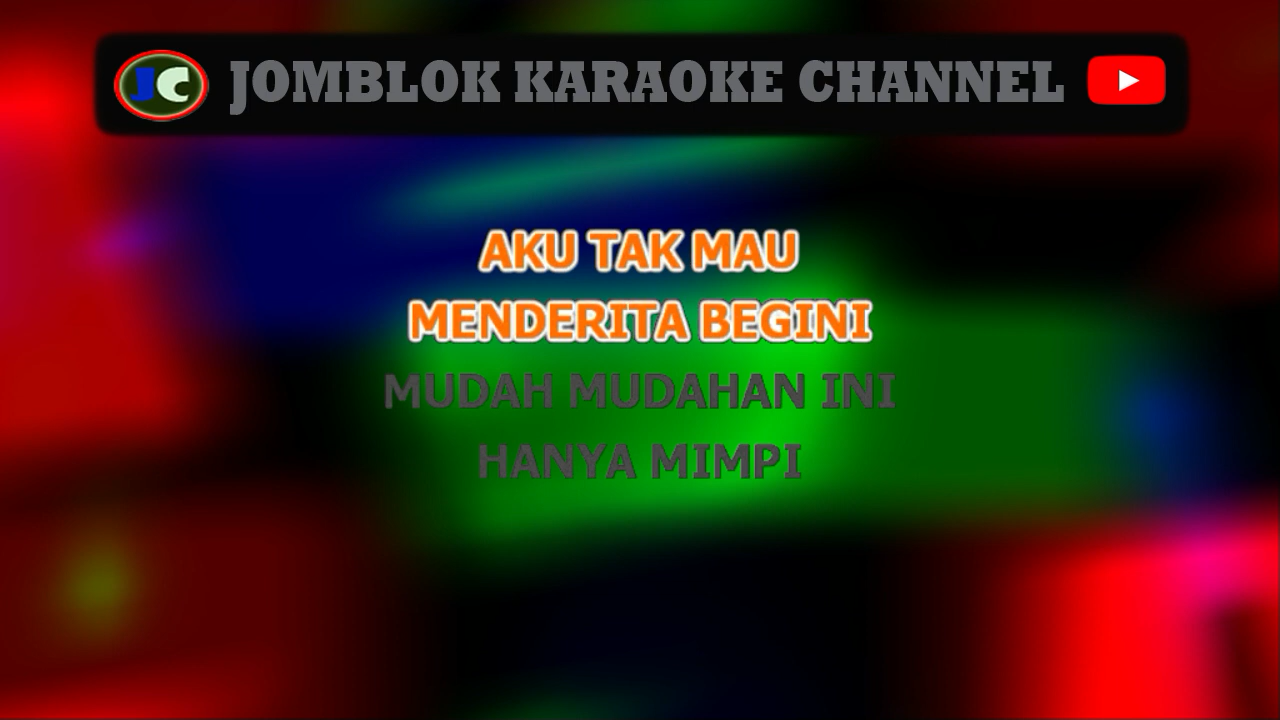 JC JOMBLOK KARAOKE CHANNEL
AKU TAK MAU
MENDERITA BEGINI
MUDAH MUDAHAN INI
HANYA MIMPI